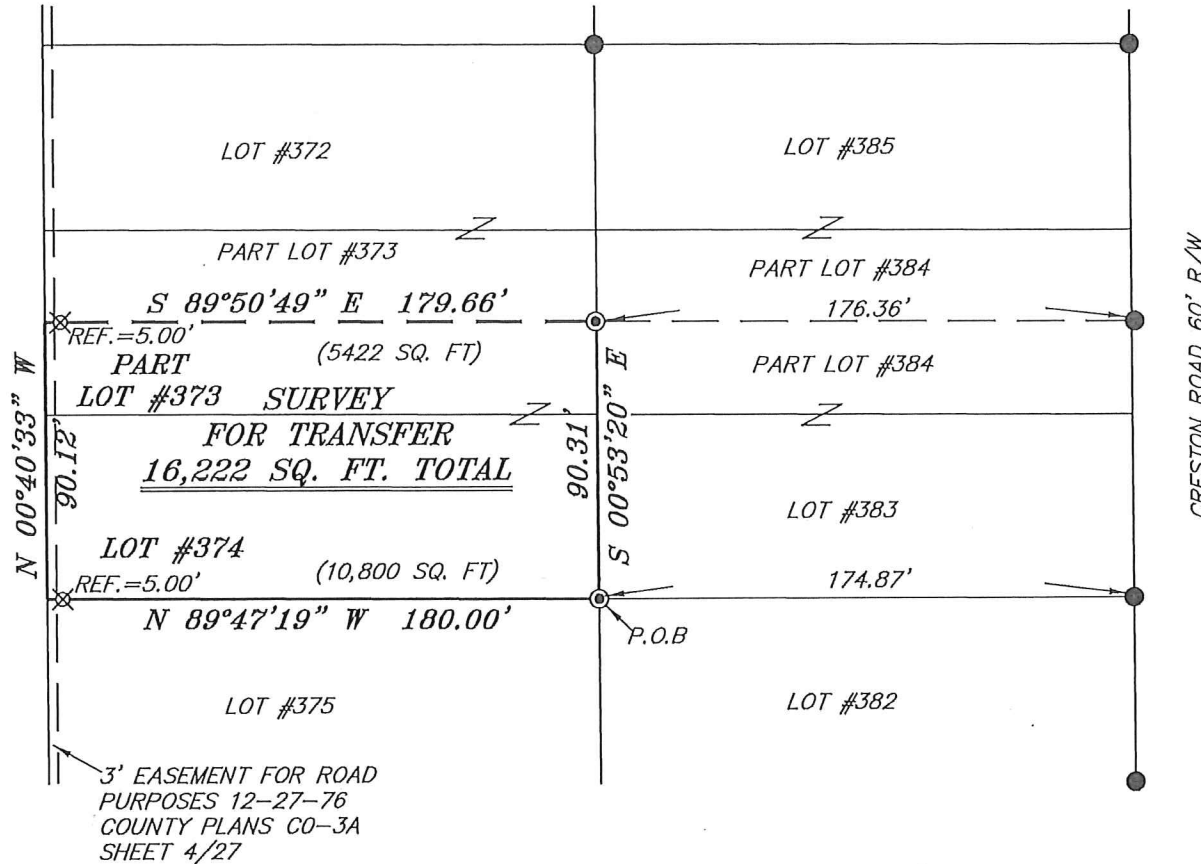 LOT #372
LOT #385
PART LOT #373
PART LOT #384
S 89°50'49" E 179.66'
176.36'
REF.=5.00'
(5422 SQ. FT)
PART
LOT #373
PART LOT #384
SURVEY
FOR TRANSFER
16,222 SQ. FT. TOTAL
N 00°40'33" W
90.12'
90.31'
S 00°53'20" E
LOT #383
LOT #374
(10,800 SQ. FT)
REF.=5.00'
174.87'
N 89°47'19" W 180.00'
P.O.B
LOT #375
LOT #382
3' EASEMENT FOR ROAD
PURPOSES 12-27-76
COUNTY PLANS CO-3A
SHEET 4/27
CRESTON ROAD 60' R/W